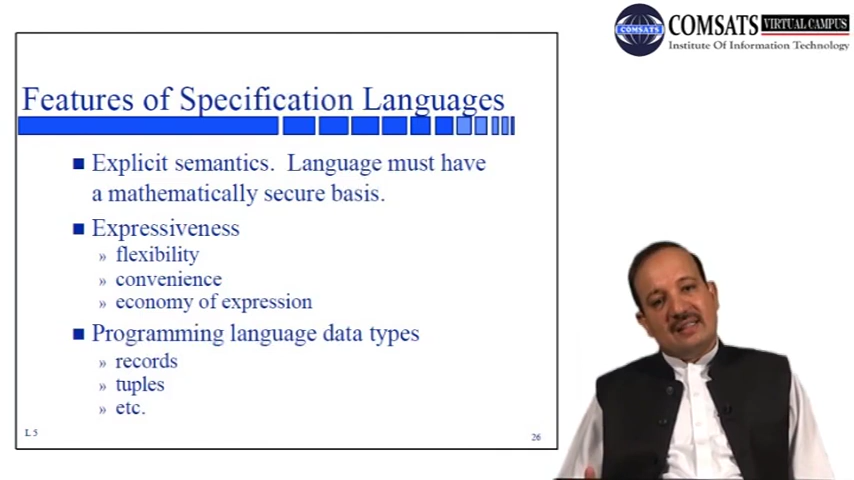 COMSATS
COMSATS VIRTUAL CAMPUS
Institute Of Information Technology
Features of Specification Languages
■ Explicit semantics. Language must have
a mathematically secure basis.
■ Expressiveness
» flexibility
» convenience
» economy of expression
■ Programming language data types
» records
» tuples
» etc.
L 5
26